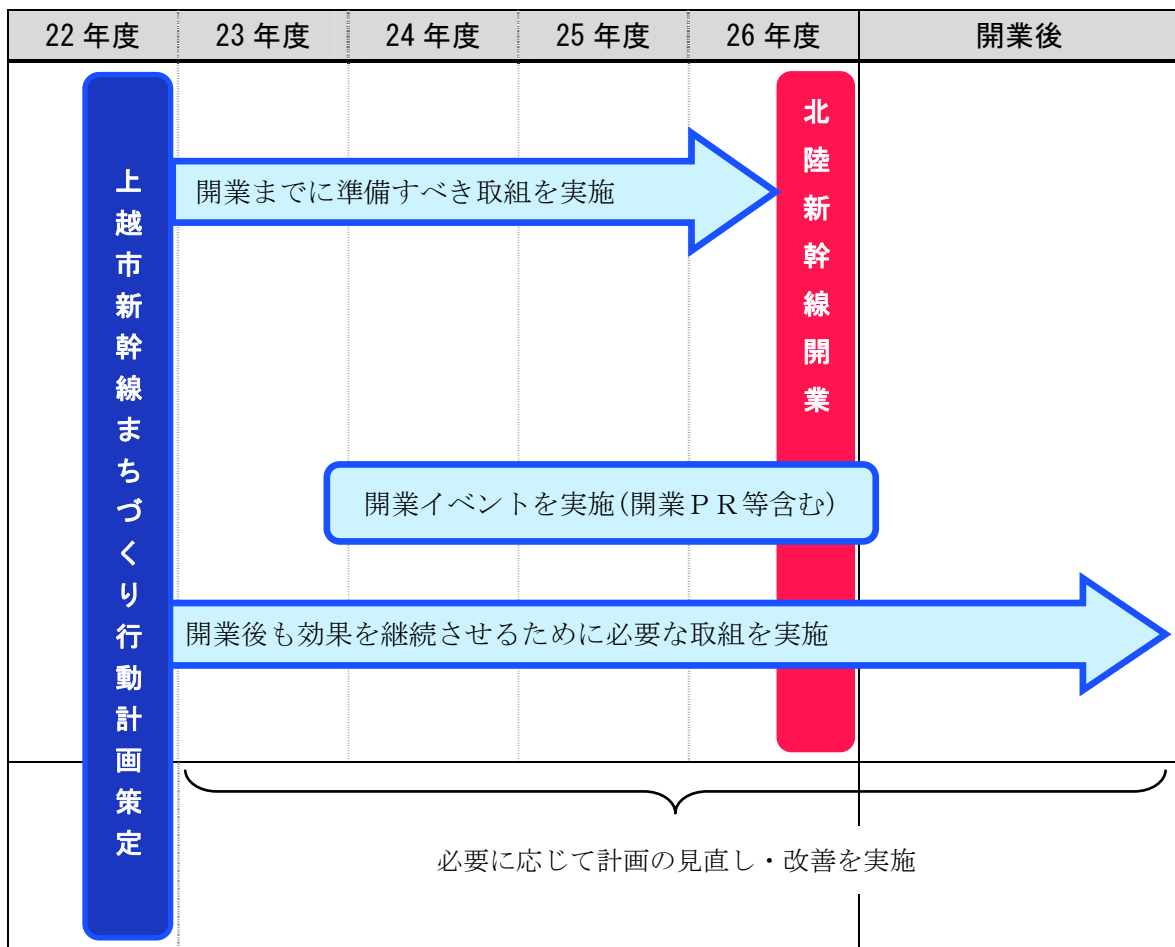 22 年度
23 年度
24 年度
25 年度
26 年度
開業後
上越市新幹線まちづくり行動計画策定
北陸新幹線開業
開業までに準備すべき取組を実施
開業イベントを実施(開業ＰＲ等含む)
開業後も効果を継続させるために必要な取組を実施
必要に応じて計画の見直し・改善を実施